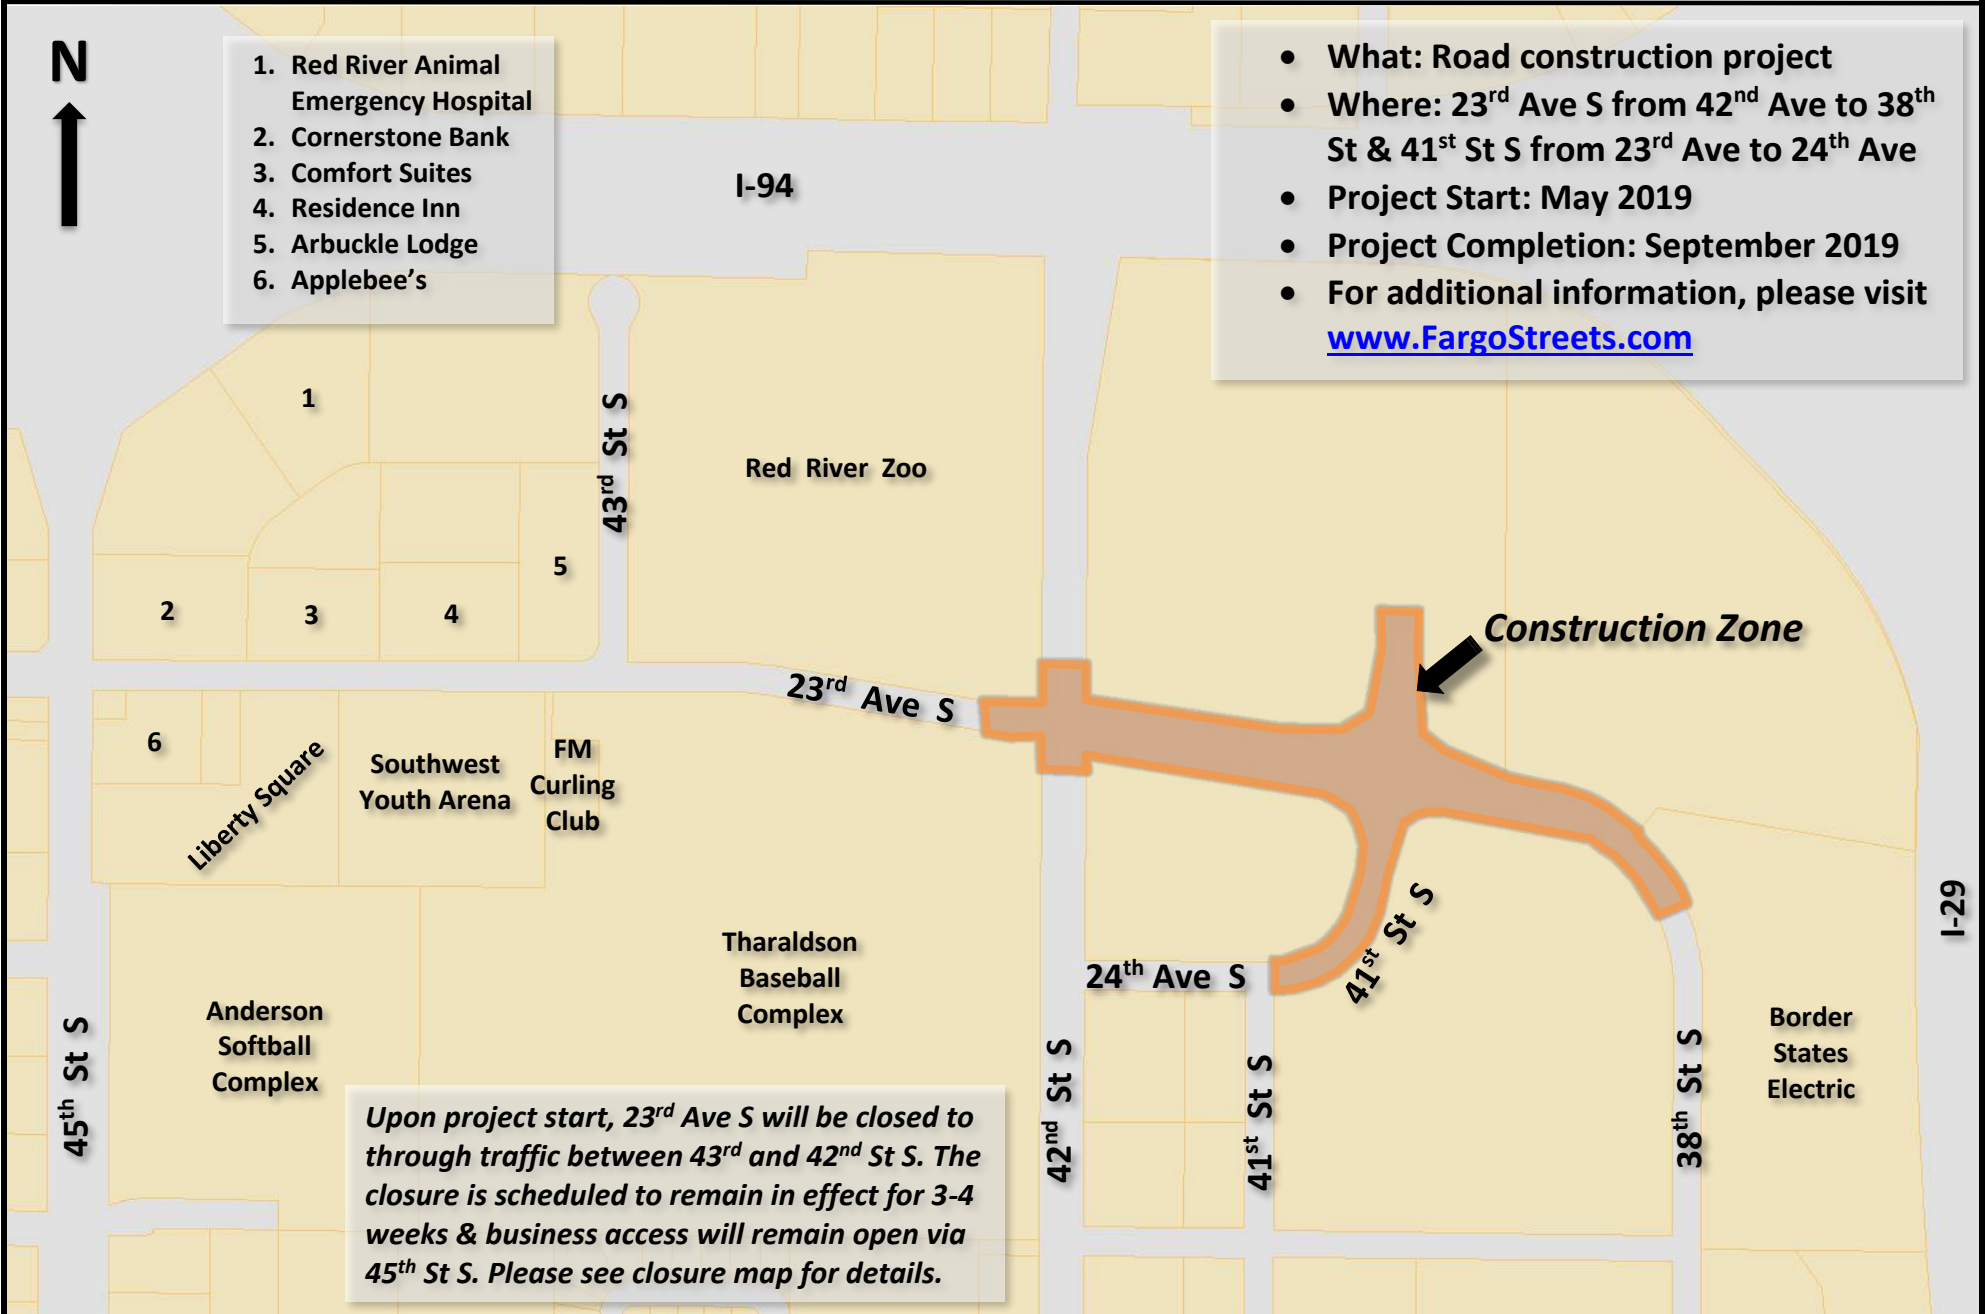 N
1. Red River Animal
Emergency Hospital
2. Cornerstone Bank
3. Comfort Suites
4. Residence Inn
5. Arbuckle Lodge
6. Applebee’s
• What: Road construction project
• Where: 23rd Ave S from 42nd Ave to 38th
St & 41st St S from 23rd Ave to 24th Ave
• Project Start: May 2019
• Project Completion: September 2019
• For additional information, please visit
www.FargoStreets.com
I-94
1
43rd St S
Red River Zoo
5
2
3
4
Construction Zone
23rd Ave S
6
Liberty Square
Southwest
Youth Arena
FM
Curling
Club
41st St S
I-29
Tharaldson
Baseball
Complex
24th Ave S
Anderson
Softball
Complex
45th St S
42nd St S
41st St S
38th St S
Border
States
Electric
Upon project start, 23rd Ave S will be closed to
through traffic between 43rd and 42nd St S. The
closure is scheduled to remain in effect for 3-4
weeks & business access will remain open via
45th St S. Please see closure map for details.